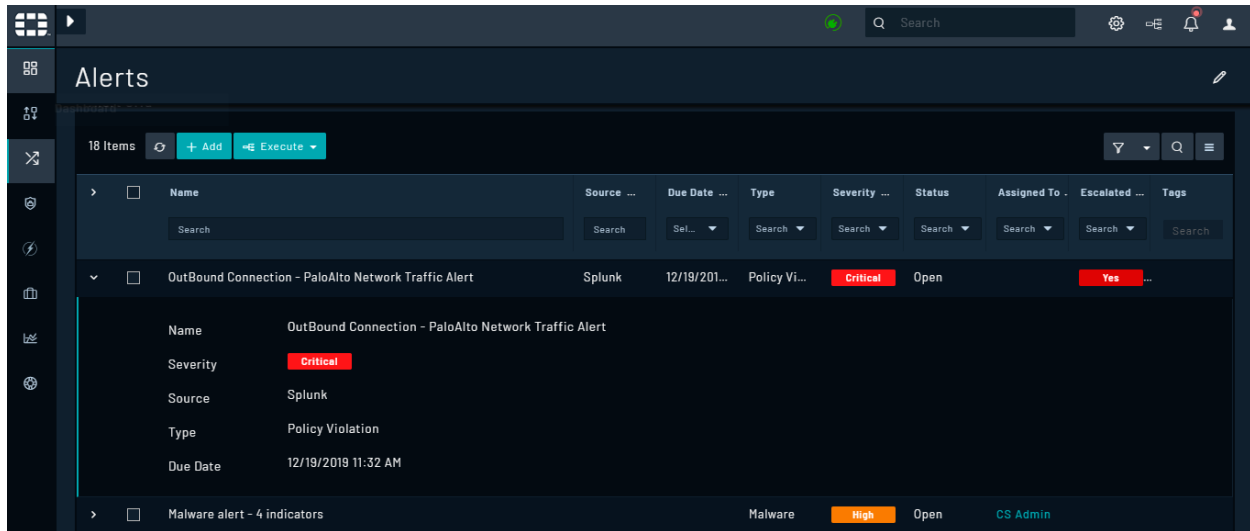 Search
Alerts
18 Items + Add Execute
Name Source ... Due Date ... Type Severity ... Status Assigned To . Escalated ... Tags
Search Search Sel... Search Search Search Search Search Search
OutBound Connection - PaloAlto Network Traffic Alert Splunk 12/19/201... Policy Vi... Critical Open Yes ...
Name OutBound Connection - PaloAlto Network Traffic Alert
Severity Critical
Source Splunk
Type Policy Violation
Due Date 12/19/2019 11:32 AM
Malware alert - 4 indicators Malware High Open CS Admin